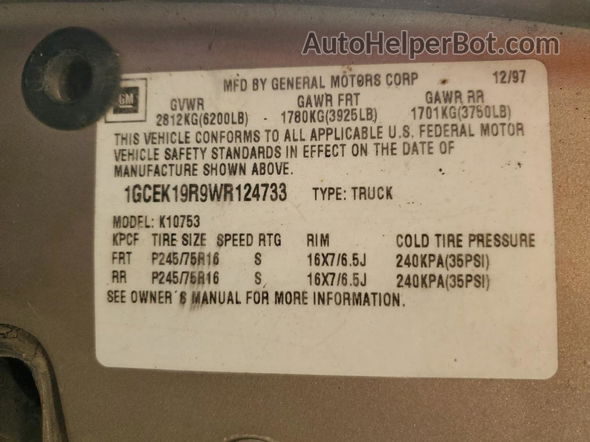 AutoHelperBot.com
MFD BY GENERAL MOTORS CORP 12/97
GM
GVWR GAWR FRT GAWR RR
2812KG(6200LB) 1780KG(3925LB) 1701KG(3750LB)
THIS VEHICLE CONFORMS TO ALL APPLICABLE U.S. FEDERAL MOTOR
VEHICLE SAFETY STANDARDS IN EFFECT ON THE DATE OF
MANUFACTURE SHOWN ABOVE.
1GCEK19R9WR124733 TYPE: TRUCK
MODEL: K10753
KPCF TIRE SIZE SPEED RTG RIM COLD TIRE PRESSURE
FRT P245/75R16 S 16X7/6.5J 240KPA(35PSI)
RR P245/75R16 S 16X7/6.5J 240KPA(35PSI)
SEE OWNER'S MANUAL FOR MORE INFORMATION.